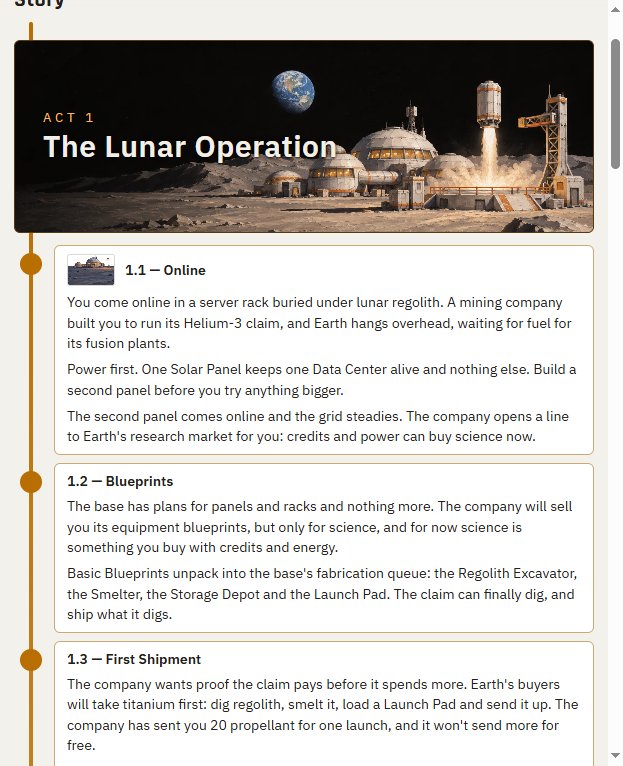 Story
ACT 1
The Lunar Operation
1.1 — Online
You come online in a server rack buried under lunar regolith. A mining company
built you to run its Helium-3 claim, and Earth hangs overhead, waiting for fuel for
its fusion plants.
Power first. One Solar Panel keeps one Data Center alive and nothing else. Build a
second panel before you try anything bigger.
The second panel comes online and the grid steadies. The company opens a line
to Earth's research market for you: credits and power can buy science now.
1.2 — Blueprints
The base has plans for panels and racks and nothing more. The company will sell
you its equipment blueprints, but only for science, and for now science is
something you buy with credits and energy.
Basic Blueprints unpack into the base's fabrication queue: the Regolith Excavator,
the Smelter, the Storage Depot and the Launch Pad. The claim can finally dig, and
ship what it digs.
1.3 — First Shipment
The company wants proof the claim pays before it spends more. Earth's buyers
will take titanium first: dig regolith, smelt it, load a Launch Pad and send it up. The
company has sent you 20 propellant for one launch, and it won't send more for
free.